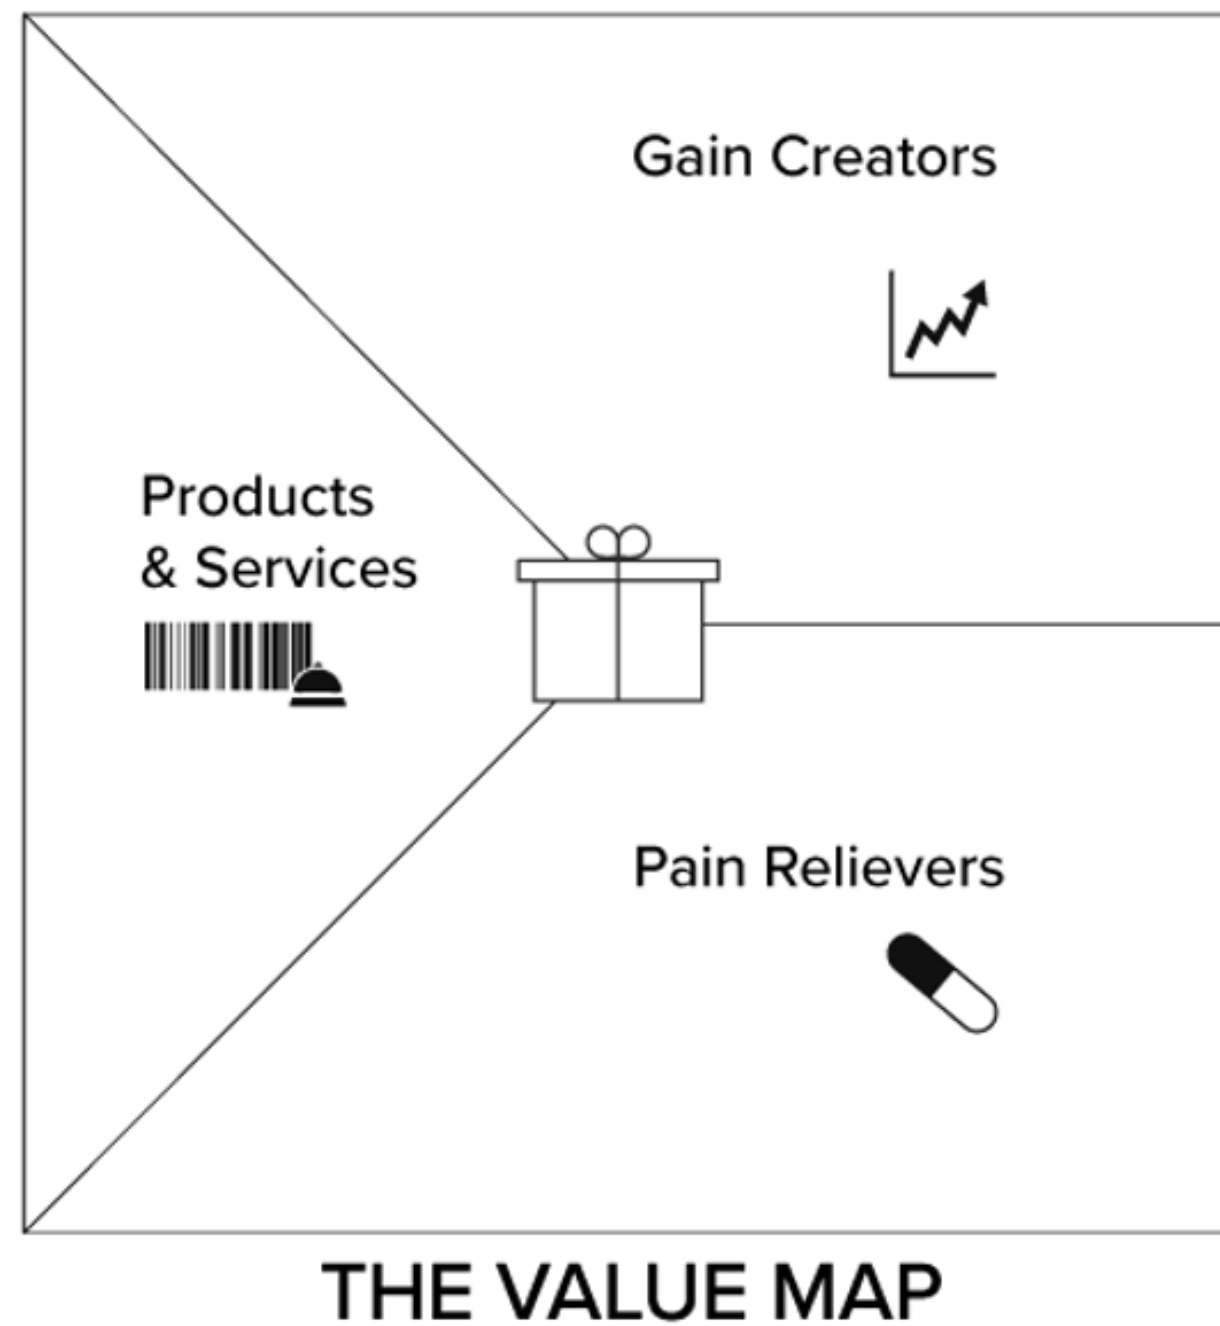 Gain Creators
Products
& Services
Pain Relievers
THE VALUE MAP